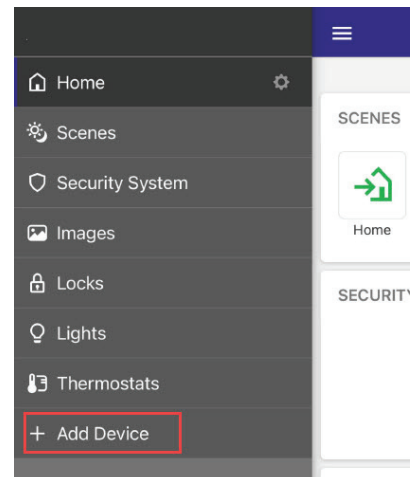 Home
Scenes
Security System
Images
Locks
Lights
Thermostats
+ Add Device
SCENES
Home